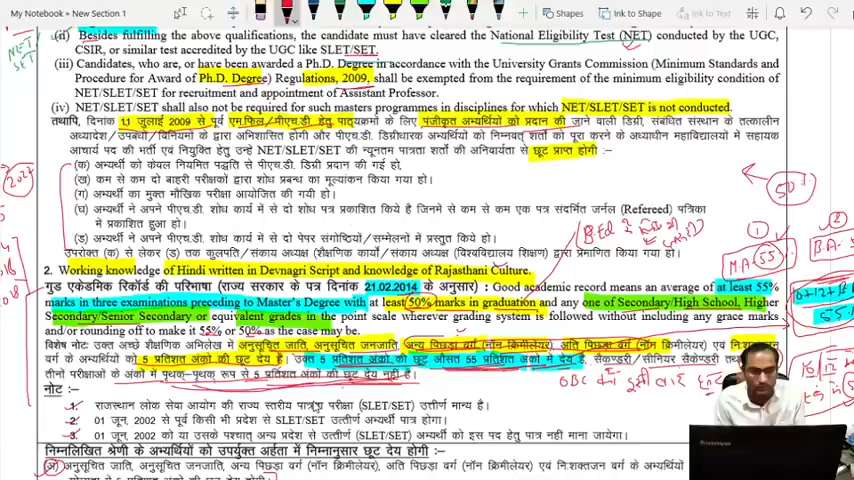 My Notebook » New Section 1
Shapes
Ink to Shape
Ink to Text
(ii) Besides fulfilling the above qualifications, the candidate must have cleared the National Eligibility Test (NET) conducted by the UGC,
CSIR, or similar test accredited by the UGC like SLET/SET.
NET/
SET
(iii) Candidates, who are, or have been awarded a Ph.D. Degree in accordance with the University Grants Commission (Minimum Standards and
Procedure for Award of Ph.D. Degree) Regulations, 2009, shall be exempted from the requirement of the minimum eligibility condition of
NET/SLET/SET for recruitment and appointment of Assistant Professor.
(iv) NET/SLET/SET shall also not be required for such masters programmes in disciplines for which NET/SLET/SET is not conducted.
तथापि, दिनांक 11 जुलाई 2009 से पूर्व एम.फिल/पीएच.डी हेतु पाठ्यक्रमों के लिए पंजीकृत अभ्यर्थियों को प्रदान की जाने वाली डिग्री, संबंधित संस्थान के तत्कालीन
अध्यादेश/उपबंधों/विनियमों के द्वारा अभिशासित होगी और पीएच.डी. डिग्रीधारक अभ्यर्थियों को निम्नवत् शर्तों को पूरा करने के अध्याधीन महाविद्यालयों में सहायक
आचार्य पद की भर्ती एवं नियुक्ति हेतु उन्हें NET/SLET/SET की न्यूनतम पात्रता शर्तों की अनिवार्यता से छूट प्राप्त होगी :-
(क) अभ्यर्थी को केवल नियमित पद्धति से पीएच.डी. डिग्री प्रदान की गई हो,
(ख) कम से कम दो बाहरी परीक्षकों द्वारा शोध प्रबन्ध का मूल्यांकन किया गया हो।
(ग) अभ्यर्थी का मुक्त मौखिक परीक्षा आयोजित की गयी हो।
(घ) अभ्यर्थी ने अपने पीएच.डी. शोध कार्य में से दो शोध पत्र प्रकाशित किये है जिनमें से कम से कम एक पत्र संदर्भित जर्नल (Refereed) पत्रिका
में प्रकाशित हुआ हो।
(ड) अभ्यर्थी ने अपने पीएच.डी. शोध कार्य में से दो पेपर संगोष्ठियों/सम्मेलनों में प्रस्तुत किये हो।
उपरोक्त (क) से लेकर (ड) तक कुलपति/संकाय अध्यक्ष (शैक्षणिक कार्यो/संकाय अध्यक्ष (विश्वविद्यालय शिक्षण) द्वारा प्रमाणित किया गया हो।
50%
1
2
M.A. 55
B.A.
B.Ed
2. Working knowledge of Hindi written in Devnagri Script and knowledge of Rajasthani Culture.
गुड एकेडमिक रिकॉर्ड की परिभाषा (राज्य सरकार के पत्र दिनांक 21.02.2014 के अनुसार) : Good academic record means an average of at least 55%
marks in three examinations preceding to Master's Degree with at least 50% marks in graduation and any one of Secondary/High School, Higher
Secondary/Senior Secondary or equivalent grades in the point scale wherever grading system is followed without including any grace marks
and/or rounding off to make it 55% or 50% as the case may be.
विशेष नोट: उक्त अच्छे शैक्षणिक अभिलेख में अनुसूचित जाति, अनुसूचित जनजाति, अन्य पिछड़ा वर्ग (नॉन क्रिमीलेयर), अति पिछड़ा वर्ग (नॉन क्रिमीलेयर) एवं नि:शक्तजन
वर्ग के अभ्यर्थियों को 5 प्रतिशत अंकों की छूट देय है। उक्त 5 प्रतिशत अंकों की छूट औसत 55 प्रतिशत अंकों में देय है, सैकण्डरी/सीनियर सैकेण्डरी
तीनो परीक्षाओं के अंकों में पृथक-पृथक रूप से 5 प्रतिशत अंकों की छूट देय नहीं है।
OBC
नोट :
1. राजस्थान लोक सेवा आयोग की राज्य स्तरीय पात्रता परीक्षा (SLET/SET) उत्तीर्ण मान्य है।
2. 01 जून, 2002 से पूर्व किसी भी प्रदेश से SLET/SET उत्तीर्ण अभ्यर्थी पात्र होगा।
3. 01 जून, 2002 को या उसके पश्चात् अन्य प्रदेश से उत्तीर्ण (SLET/SET) अभ्यर्थी को इस पद हेतु पात्र नही माना जायेगा।
निम्नलिखित श्रेणी के अभ्यर्थियों को उपर्युक्त अर्हता में निम्नानुसार छूट देय होगी :-
(अ) अनुसूचित जाति, अनुसूचित जनजाति, अन्य पिछड़ा वर्ग (नॉन क्रिमीलेयर), अति पिछड़ा वर्ग (नॉन क्रिमीलेयर) एवं नि:शक्तजन वर्ग के अभ्यर्थियों